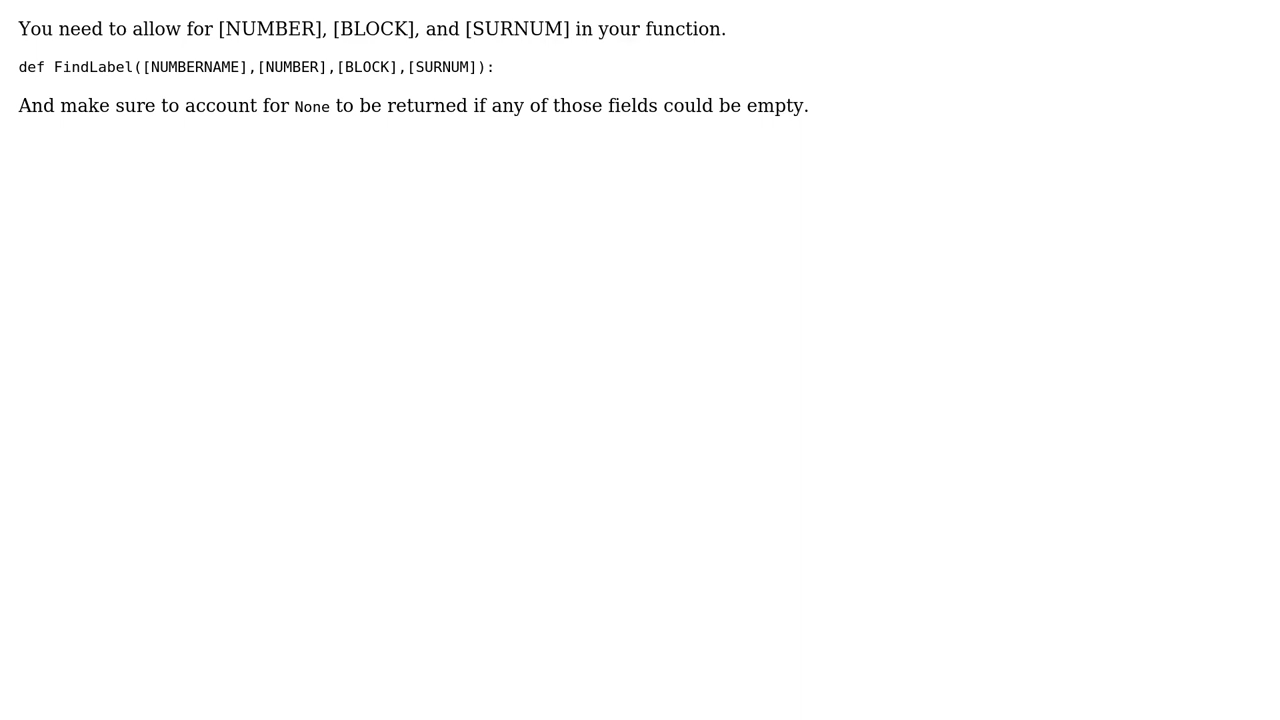 You need to allow for [NUMBER], [BLOCK], and [SURNUM] in your function.
def FindLabel([NUMBERNAME],[NUMBER],[BLOCK],[SURNUM]):
And make sure to account for None to be returned if any of those fields could be empty.